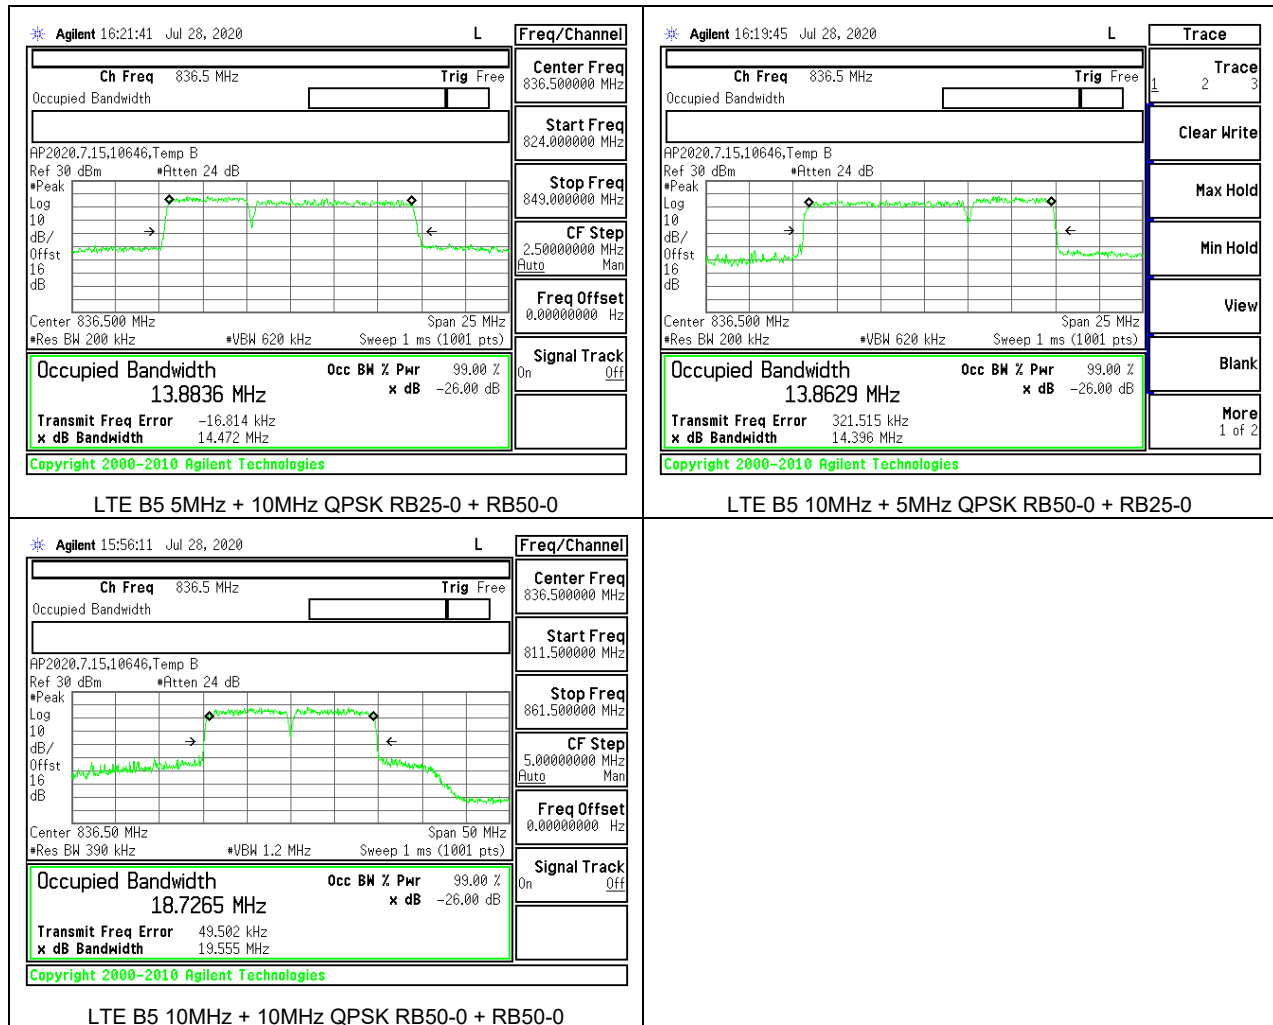 Agilent 16:21:41 Jul 28, 2020 L Freq/Channel
Ch Freq 836.5 MHz Trig Free
Occupied Bandwidth
Center Freq
836.500000 MHz
Start Freq
824.000000 MHz
Stop Freq
849.000000 MHz
CF Step
2.50000000 MHz
Auto Man
Freq Offset
0.00000000 Hz
Signal Track
On Off
AP2020.7.15,10646,Temp B
Ref 30 dBm #Atten 24 dB
#Peak
Log
10
dB/
Offst
16
dB
Center 836.500 MHz Span 25 MHz
#Res BW 200 kHz #VBW 620 kHz Sweep 1 ms (1001 pts)
Occupied Bandwidth Occ BW % Pwr 99.00 %
13.8836 MHz x dB -26.00 dB
Transmit Freq Error -16.814 kHz
x dB Bandwidth 14.472 MHz
Copyright 2000-2010 Agilent Technologies
LTE B5 5MHz + 10MHz QPSK RB25-0 + RB50-0
Agilent 16:19:45 Jul 28, 2020 L Trace
Ch Freq 836.5 MHz Trig Free
Occupied Bandwidth
Trace
1 2 3
Clear Write
Max Hold
Min Hold
View
Blank
More
1 of 2
AP2020.7.15,10646,Temp B
Ref 30 dBm #Atten 24 dB
#Peak
Log
10
dB/
Offst
16
dB
Center 836.500 MHz Span 25 MHz
#Res BW 200 kHz #VBW 620 kHz Sweep 1 ms (1001 pts)
Occupied Bandwidth Occ BW % Pwr 99.00 %
13.8629 MHz x dB -26.00 dB
Transmit Freq Error 321.515 kHz
x dB Bandwidth 14.396 MHz
Copyright 2000-2010 Agilent Technologies
LTE B5 10MHz + 5MHz QPSK RB50-0 + RB25-0
Agilent 15:56:11 Jul 28, 2020 L Freq/Channel
Ch Freq 836.5 MHz Trig Free
Occupied Bandwidth
Center Freq
836.500000 MHz
Start Freq
811.500000 MHz
Stop Freq
861.500000 MHz
CF Step
5.00000000 MHz
Auto Man
Freq Offset
0.00000000 Hz
Signal Track
On Off
AP2020.7.15,10646,Temp B
Ref 30 dBm #Atten 24 dB
#Peak
Log
10
dB/
Offst
16
dB
Center 836.50 MHz Span 50 MHz
#Res BW 390 kHz #VBW 1.2 MHz Sweep 1 ms (1001 pts)
Occupied Bandwidth Occ BW % Pwr 99.00 %
18.7265 MHz x dB -26.00 dB
Transmit Freq Error 49.502 kHz
x dB Bandwidth 19.555 MHz
Copyright 2000-2010 Agilent Technologies
LTE B5 10MHz + 10MHz QPSK RB50-0 + RB50-0